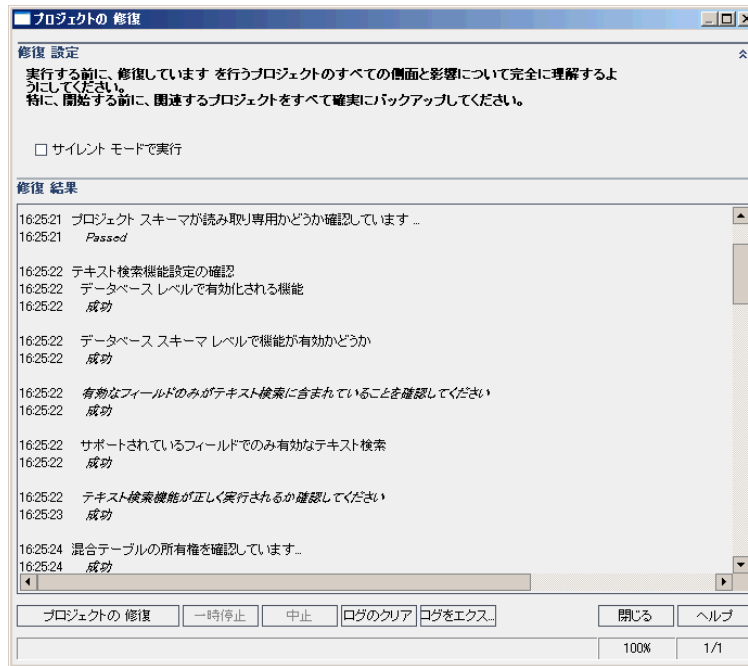 プロジェクトの 修復
修復 設定
実行する前に、修復しています を行うプロジェクトのすべての側面と影響について完全に理解するよ
うにしてください。
特に、開始する前に、関連するプロジェクトをすべて確実にバックアップしてください。
サイレント モードで実行
修復 結果
16:25:21 プロジェクト スキーマが読み取り専用かどうか確認しています ...
16:25:21 Passed
16:25:22 テキスト検索機能設定の確認
16:25:22 データベース レベルで有効化される機能
16:25:22 成功
16:25:22 データベース スキーマ レベルで機能が有効かどうか
16:25:22 成功
16:25:22 有効なフィールドのみがテキスト検索に含まれていることを確認してください
16:25:22 成功
16:25:22 サポートされているフィールドでのみ有効なテキスト検索
16:25:22 成功
16:25:22 テキスト検索機能が正しく実行されるか確認してください
16:25:23 成功
16:25:24 混合テーブルの所有権を確認しています...
16:25:24 成功
プロジェクトの 修復 一時停止 中止 ログのクリア ログをエクス... 閉じる ヘルプ
100% 1/1